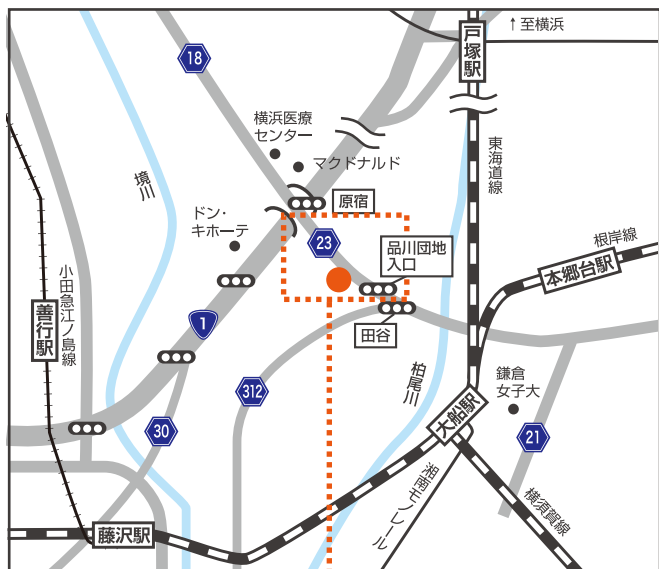 ↑至横浜
戸塚駅
18
横浜医療
センター
マクドナルド
東海道線
境川
原宿
ドン・
キホーテ
23
品川団地
入口
根岸線
本郷台駅
小田急江ノ島線
善行駅
1
田谷
柏尾川
鎌倉
女子大
312
大船駅
30
21
湘南モノレール
横須賀線
藤沢駅